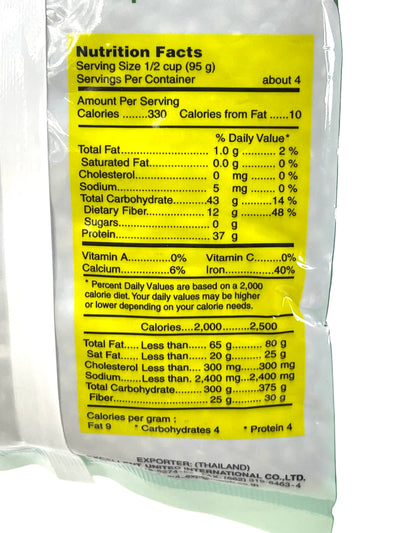 Nutrition Facts
Serving Size 1/2 cup (95 g)
Servings Per Container about 4
Amount Per Serving
Calories ........330 Calories from Fat ......10
% Daily Value*
Total Fat........................1.0 g .......... 2 %
Saturated Fat................0.0 g .......... 0 %
Cholesterol...................0 mg ....... 0 %
Sodium.........................5 mg ....... 0 %
Total Carbohydrate.......43 g ..........14 %
Dietary Fiber.................12 g ..........48 %
Sugars..........................0 g
Protein..........................37 g
Vitamin A............0% Vitamin C........0%
Calcium...............6% Iron...............40%
* Percent Daily Values are based on a 2,000
calorie diet. Your daily values may be higher
or lower depending on your calorie needs.
Calories....2,000.........2,500
Total Fat.... Less than...... 65 g......... 80 g
Sat Fat...... Less than...... 20 g......... 25 g
Cholesterol Less than.... 300 mg......300 mg
Sodium...... Less than. 2,400 mg...2,400 mg
Total Carbohydrate......... 300 g.........375 g
Fiber............................ 25 g......... 30 g
Calories per gram :
Fat 9 * Carbohydrates 4 * Protein 4
EXPORTER: (THAILAND)
UNITED INTERNATIONAL CO.,LTD.